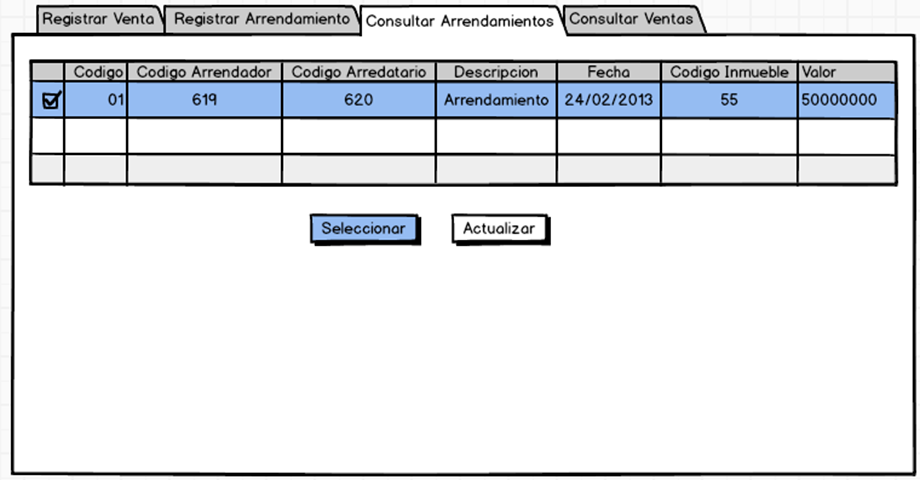 Registrar Venta Registrar Arrendamiento Consultar Arrendamientos Consultar Ventas
Codigo Codigo Arrendador Codigo Arredatario Descripcion Fecha Codigo Inmueble Valor
01 619 620 Arrendamiento 24/02/2013 55 50000000
Seleccionar Actualizar